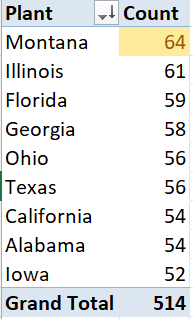 Plant Count
Montana 64
Illinois 61
Florida 59
Georgia 58
Ohio 56
Texas 56
California 54
Alabama 54
Iowa 52
Grand Total 514